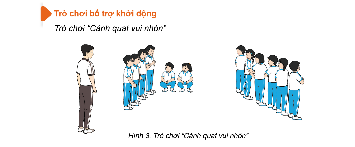 Trò chơi bổ trợ khởi động
Trò chơi "Cánh quạt vui nhộn"
Hình 3. Trò chơi "Cánh quạt vui nhộn"